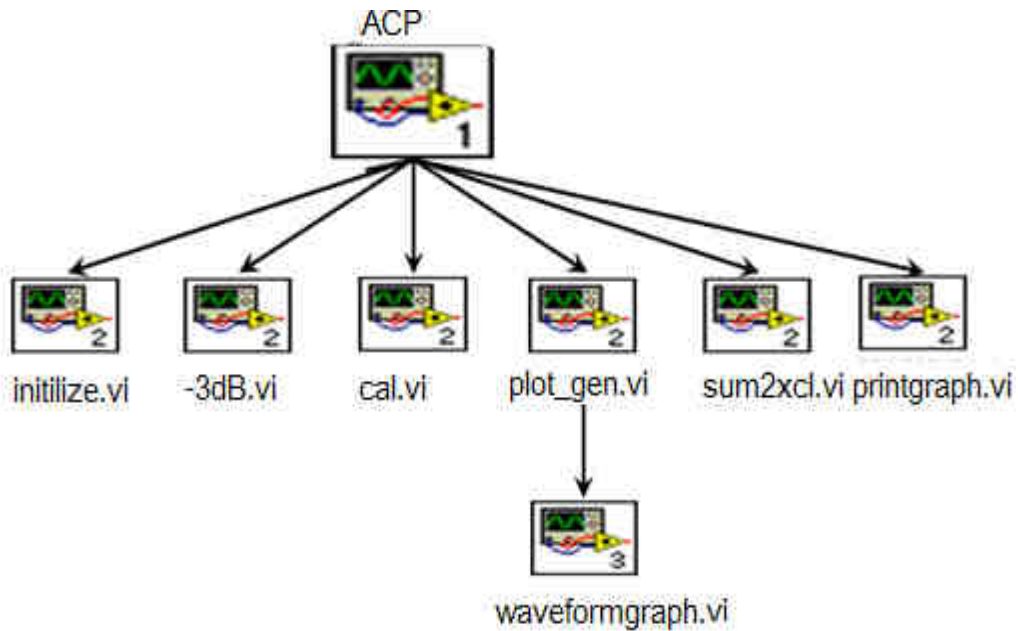 ACP
1
2
2
2
2
2
2
initilize.vi
-3dB.vi
cal.vi
plot_gen.vi
sum2xcl.vi
printgraph.vi
3
waveformgraph.vi